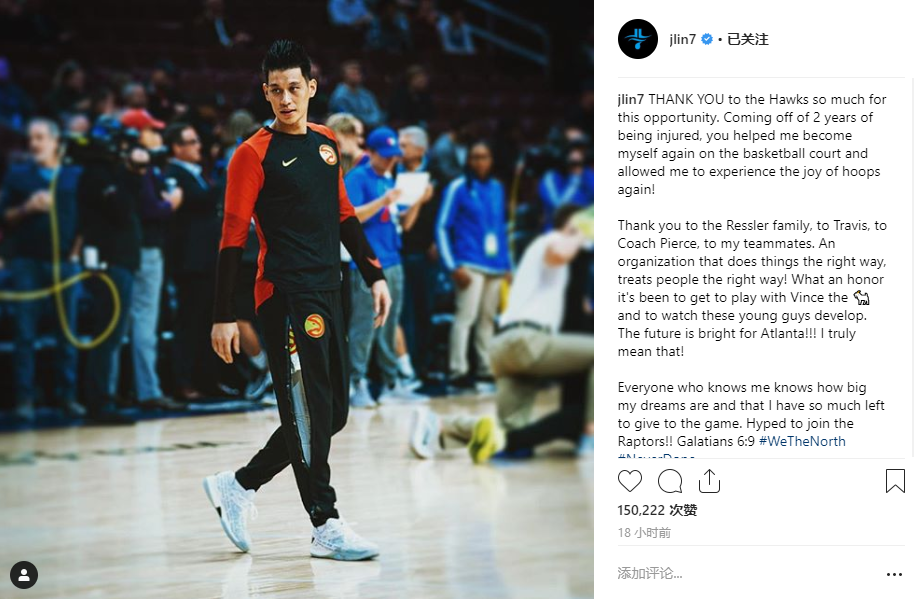 jlin7 • 已关注
jlin7 THANK YOU to the Hawks so much for
this opportunity. Coming off of 2 years of
being injured, you helped me become
myself again on the basketball court and
allowed me to experience the joy of hoops
again!
Thank you to the Ressler family, to Travis, to
Coach Pierce, to my teammates. An
organization that does things the right way,
treats people the right way! What an honor
it's been to get to play with Vince the 🐐
and to watch these young guys develop.
The future is bright for Atlanta!!! I truly
mean that!
Everyone who knows me knows how big
my dreams are and that I have so much left
to give to the game. Hyped to join the
Raptors!! Galatians 6:9 #WeTheNorth
#NeverDone
150,222 次赞
18 小时前
添加评论...